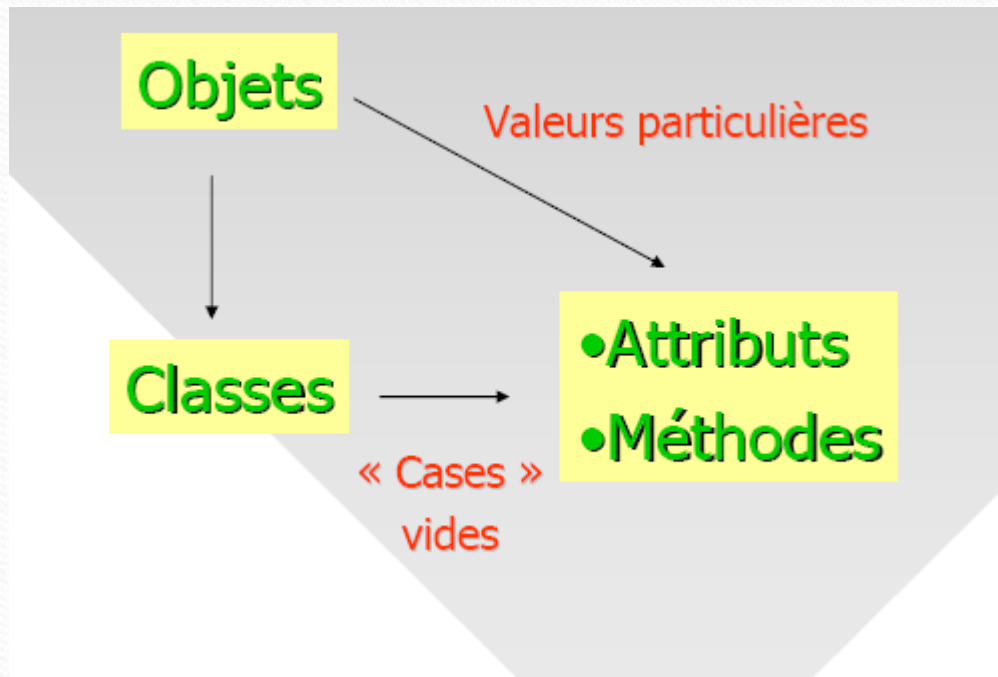 Objets
Valeurs particulières
Classes
•Attributs
•Méthodes
« Cases »
vides